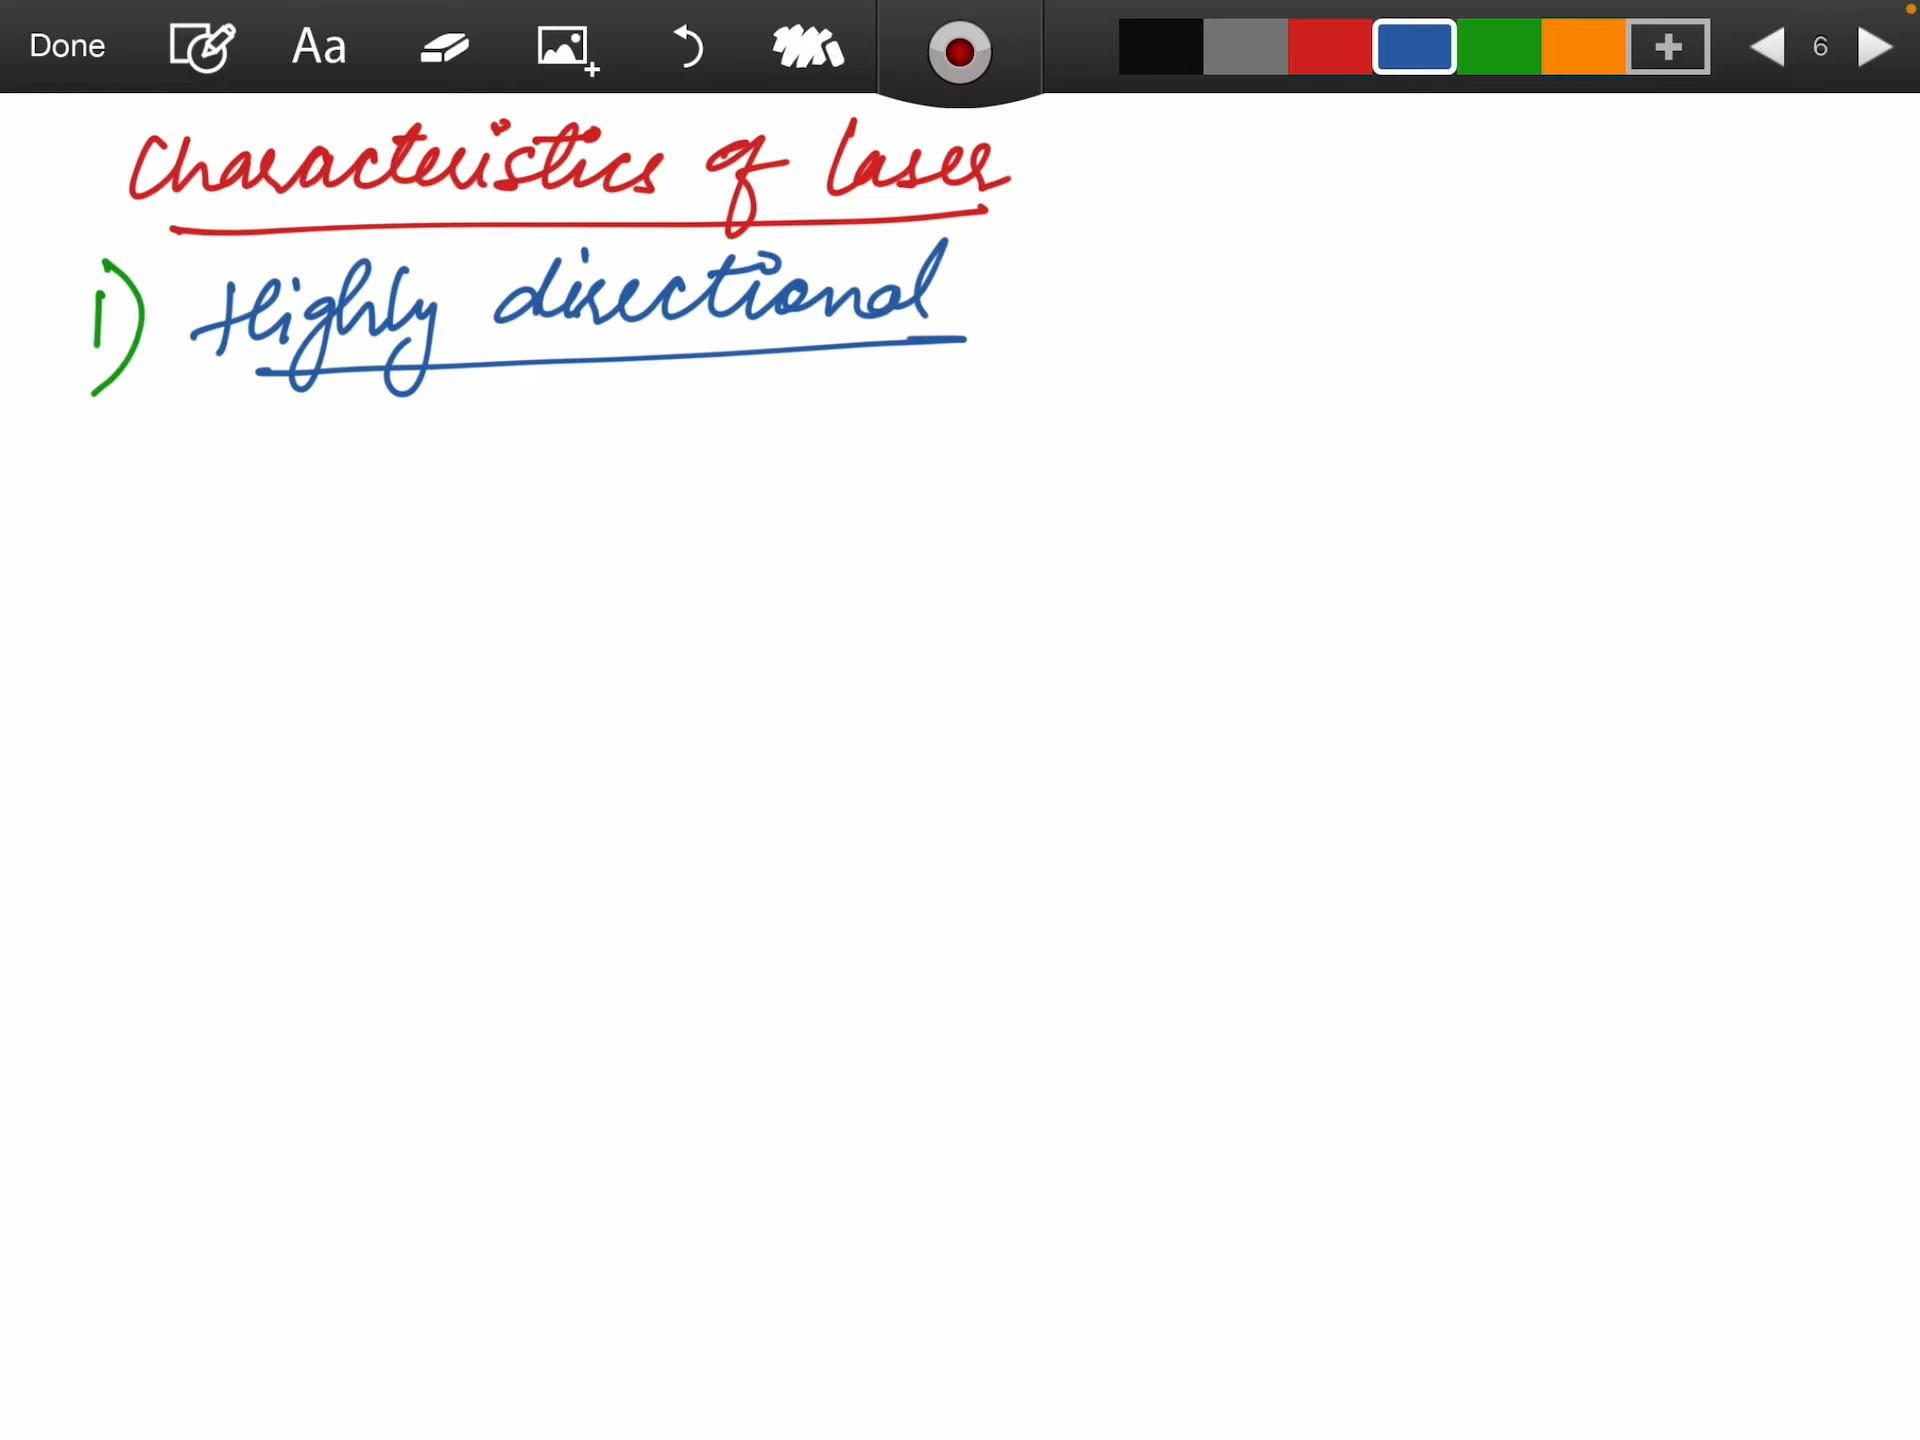 Done Aa 6
Characteristics of laser
1) Highly directional